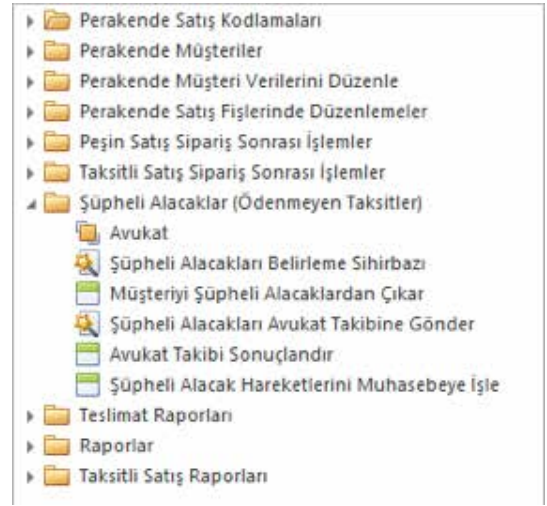 Perakende Satış Kodlamaları
Perakende Müşteriler
Perakende Müşteri Verilerini Düzenle
Perakende Satış Fişlerinde Düzenlemeler
Peşin Satış Sipariş Sonrası İşlemler
Taksitli Satış Sipariş Sonrası İşlemler
Şüpheli Alacaklar (Ödenmeyen Taksitler)
Avukat
Şüpheli Alacakları Belirleme Sihirbazı
Müşteriyi Şüpheli Alacaklardan Çıkar
Şüpheli Alacakları Avukat Takibine Gönder
Avukat Takibi Sonuçlandır
Şüpheli Alacak Hareketlerini Muhasebeye İşle
Teslimat Raporları
Raporlar
Taksitli Satış Raporları